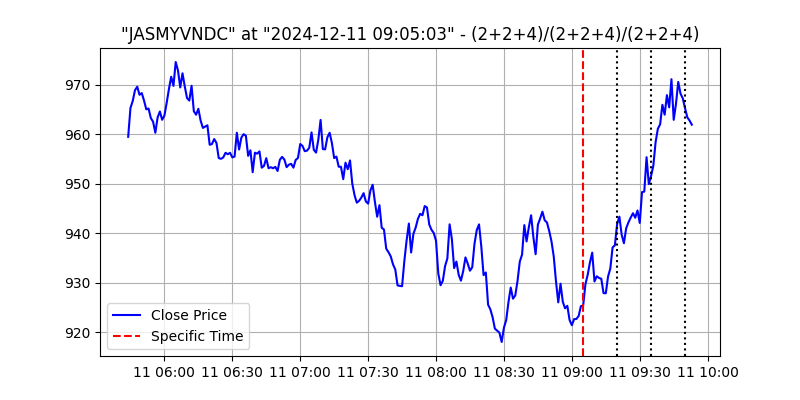 "JASMYVNDC" at "2024-12-11 09:05:03" - (2+2+4)/(2+2+4)/(2+2+4)
970
960
950
940
930
920
Close Price
Specific Time
11 06:00 11 06:30 11 07:00 11 07:30 11 08:00 11 08:30 11 09:00 11 09:30 11 10:00